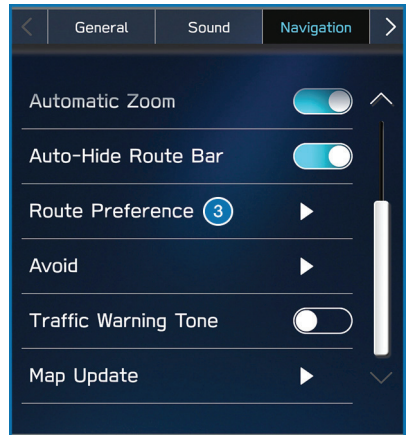 General Sound Navigation
Automatic Zoom
Auto-Hide Route Bar
Route Preference 3
Avoid
Traffic Warning Tone
Map Update